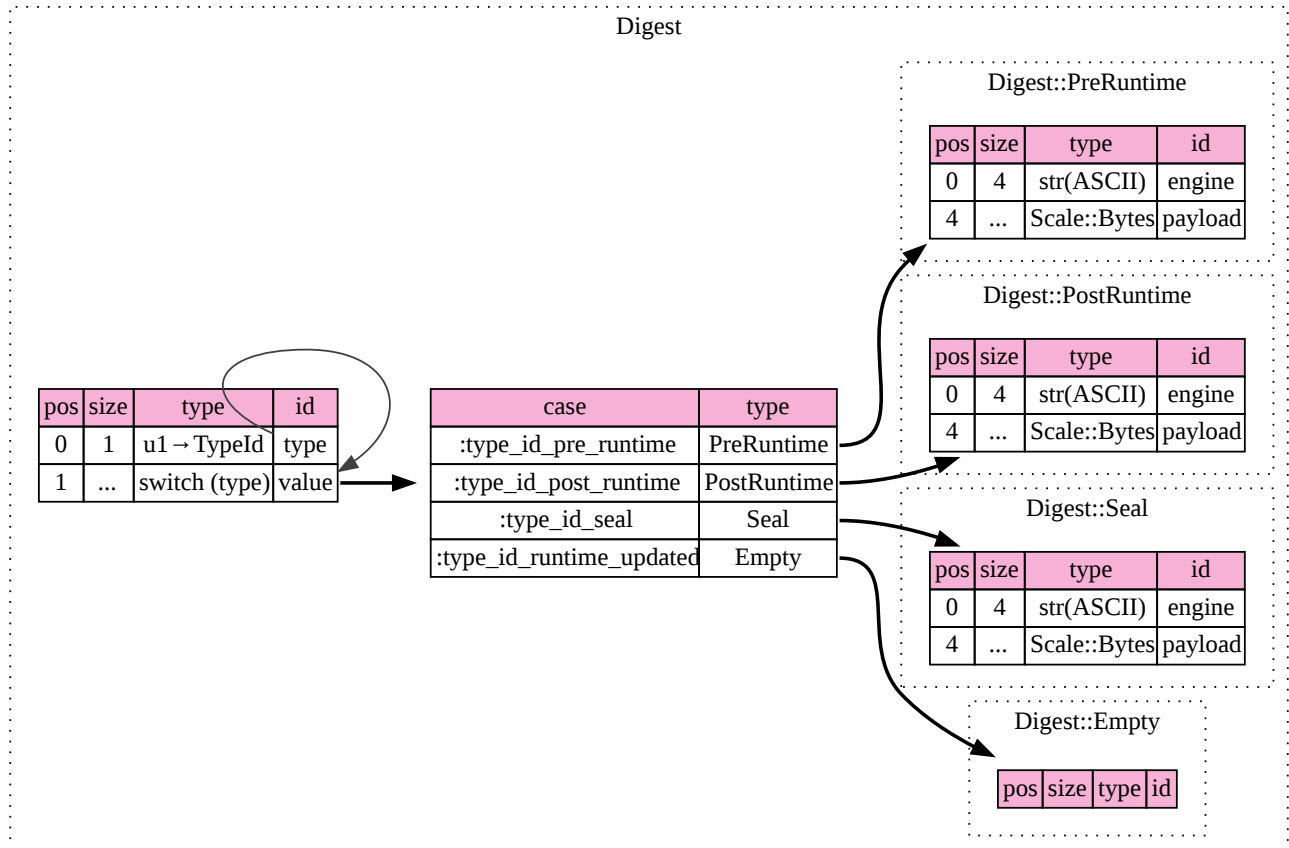 Digest
Digest::PreRuntime
pos size type id
0 4 str(ASCII) engine
4 ... Scale::Bytes payload
Digest::PostRuntime
pos size type id
0 4 str(ASCII) engine
4 ... Scale::Bytes payload
pos size type id
0 1 u1→TypeId type
1 ... switch (type) value
case type
:type_id_pre_runtime PreRuntime
:type_id_post_runtime PostRuntime
:type_id_seal Seal
:type_id_runtime_updated Empty
Digest::Seal
pos size type id
0 4 str(ASCII) engine
4 ... Scale::Bytes payload
Digest::Empty
pos size type id